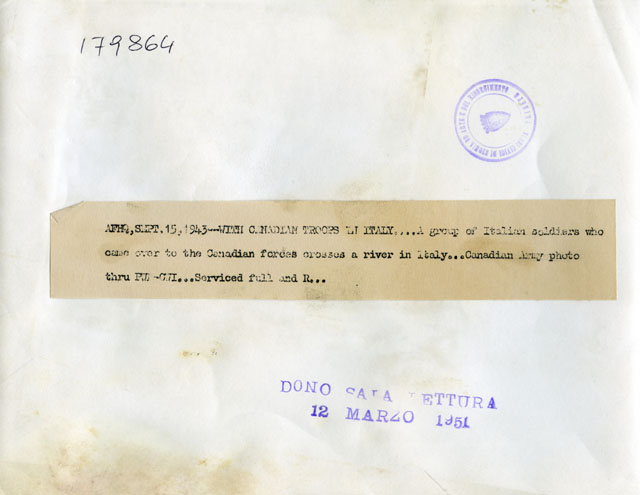 179864
AFHQ, SEPT. 15, 1943--WITH CANADIAN TROOPS IN ITALY....A group of Italian soldiers who
came over to the Canadian forces crosses a river in Italy...Canadian Army photo
thru PWB-CUI...Serviced full and R...
DONO SALA LETTURA
12 MARZO 1951